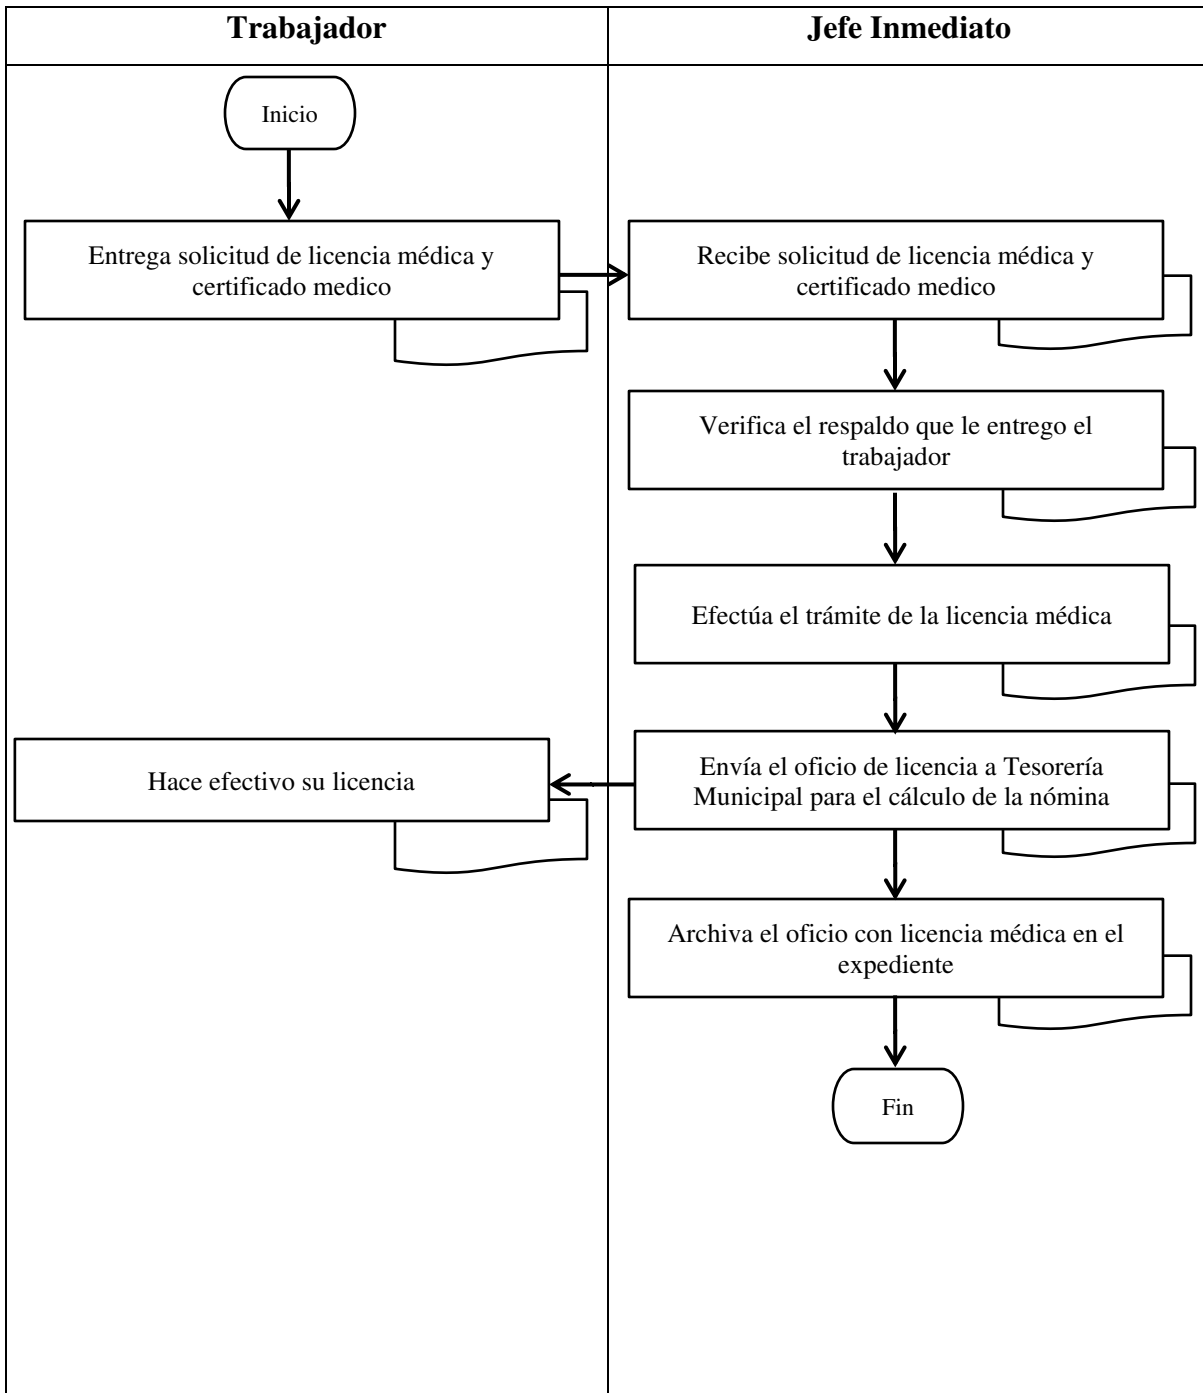 Trabajador
Jefe Inmediato
Inicio
Entrega solicitud de licencia médica y
certificado medico
Recibe solicitud de licencia médica y
certificado medico
Verifica el respaldo que le entrego el
trabajador
Efectúa el trámite de la licencia médica
Hace efectivo su licencia
Envía el oficio de licencia a Tesorería
Municipal para el cálculo de la nómina
Archiva el oficio con licencia médica en el
expediente
Fin